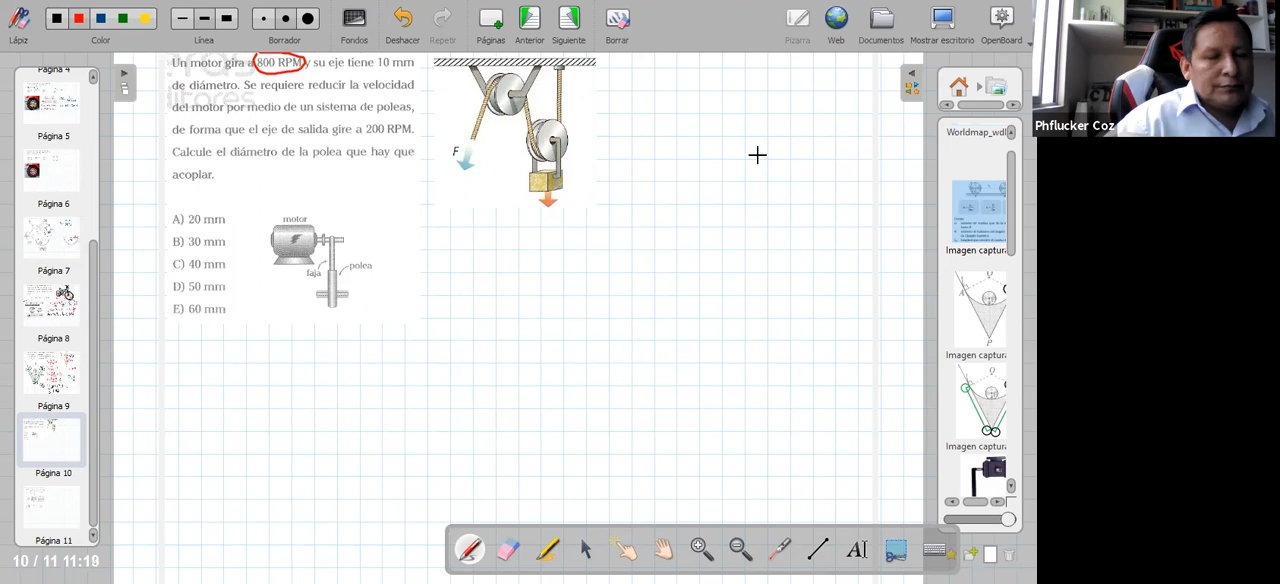 Lápiz
Color
Línea
Borrador
Fondos
Deshacer
Repetir
Páginas
Anterior
Siguiente
Borrar
Pizarra
Web
Documentos
Mostrar escritorio
OpenBoard
Página 4
Página 5
Página 6
Página 7
Página 8
Página 9
Página 10
Página 11
10 / 11 11:19
Un motor gira a 800 RPM y su eje tiene 10 mm
de diámetro. Se requiere reducir la velocidad
del motor por medio de un sistema de poleas,
de forma que el eje de salida gire a 200 RPM.
Calcule el diámetro de la polea que hay que
acoplar.
A) 20 mm
B) 30 mm
C) 40 mm
D) 50 mm
E) 60 mm
motor
faja
polea
F
Worldmap_wdl
Imagen captura
Imagen captura
Imagen captura
Q
A
P
Q
Phflucker Coz